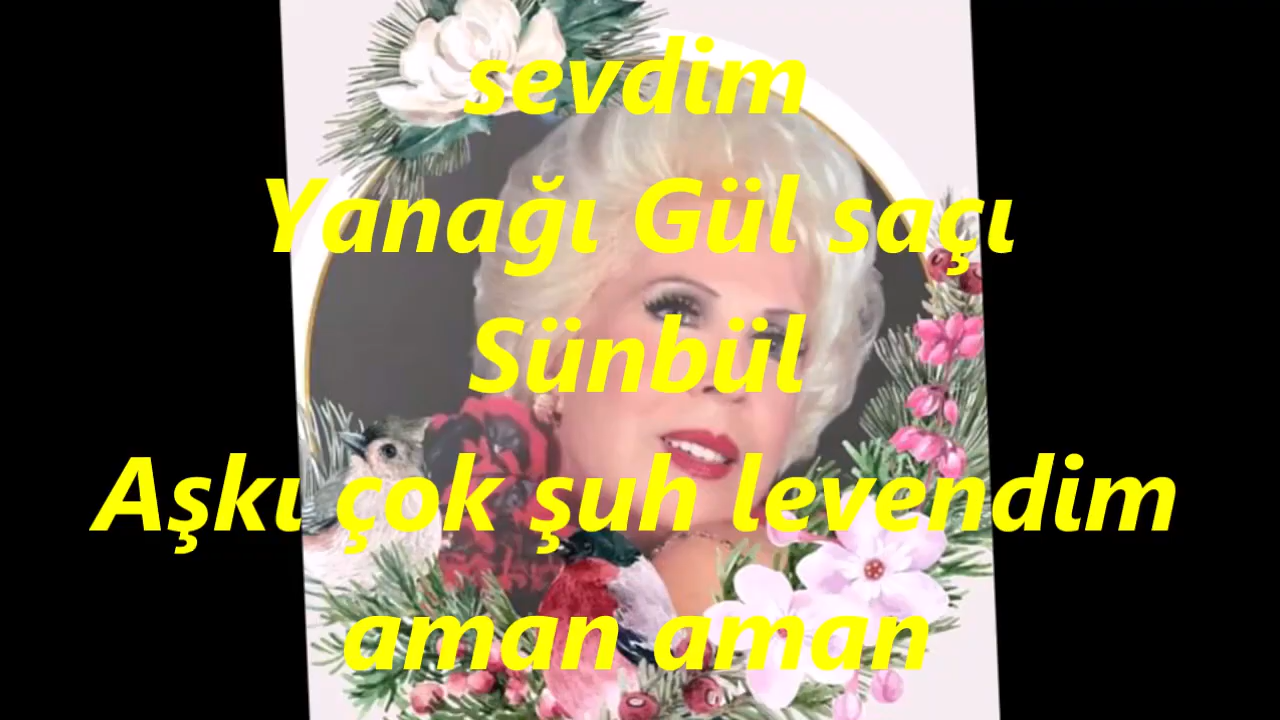 sevdim
Yanağı Gül saçı
Sünbül
Aşkı çok şuh levendim
aman aman